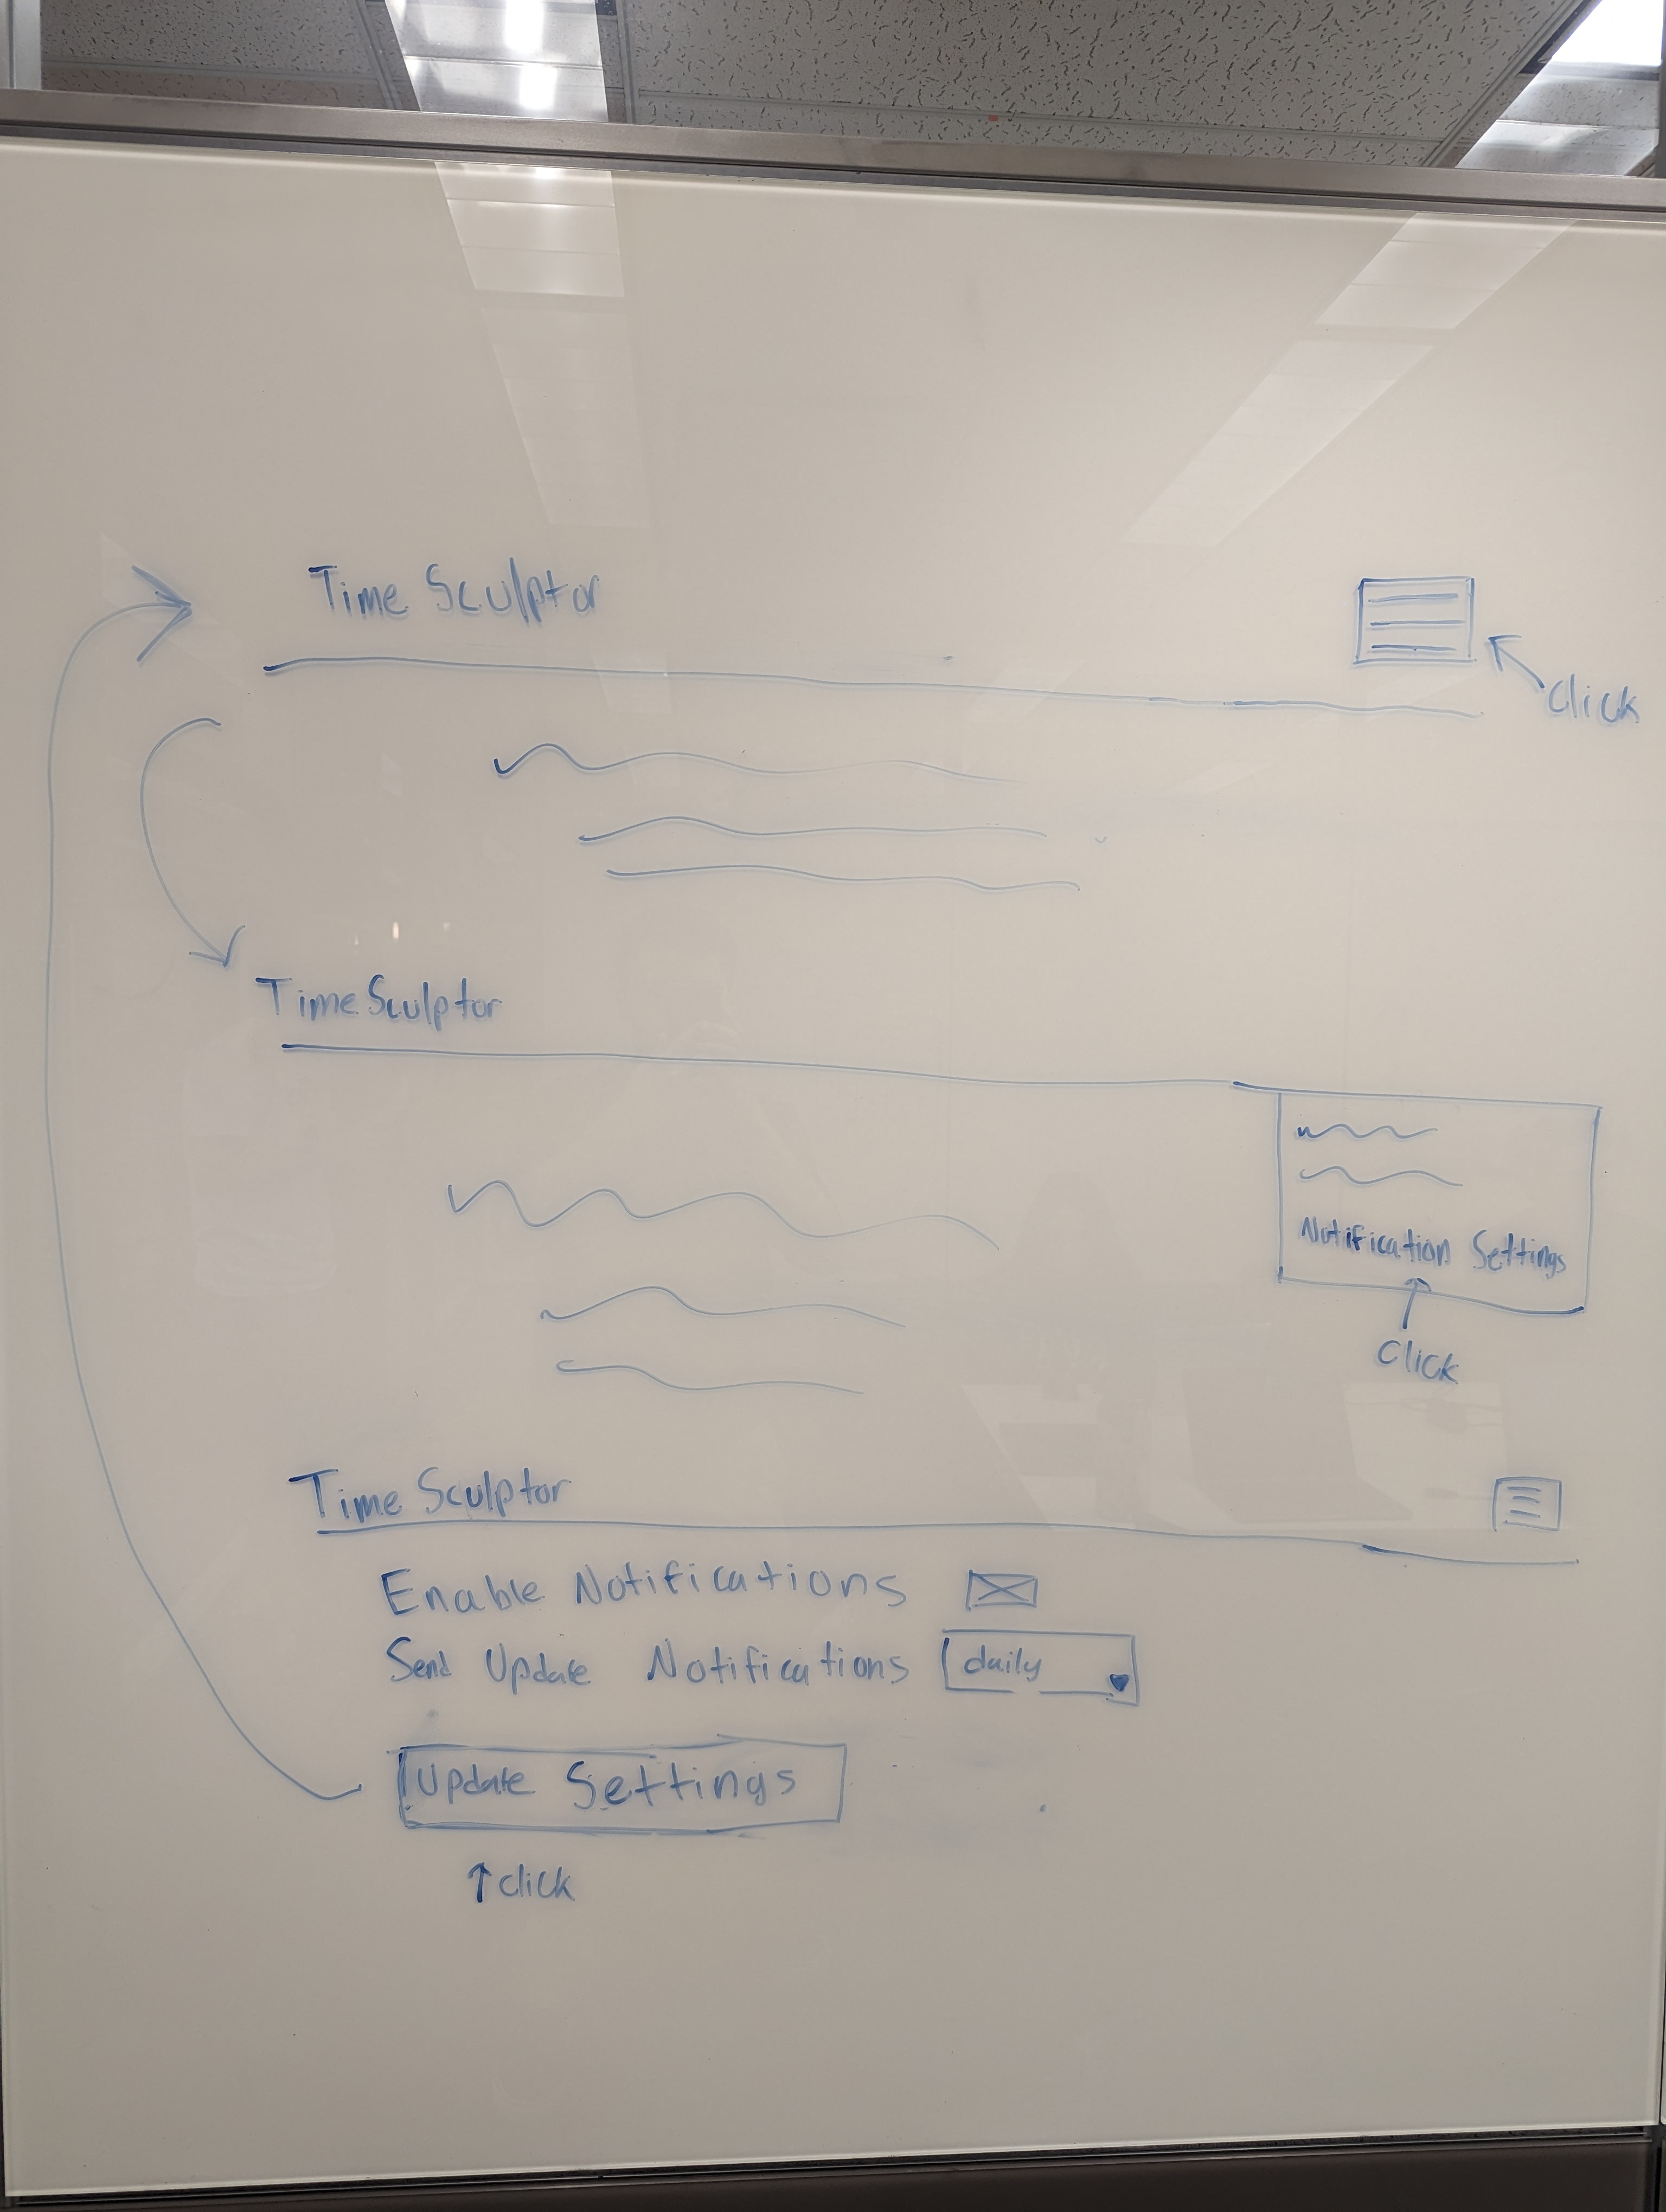 Time Sculptor
Click
Time Sculptor
Notification Settings
Click
Time Sculptor
Enable Notifications
Send Update Notifications daily
Update Settings
click